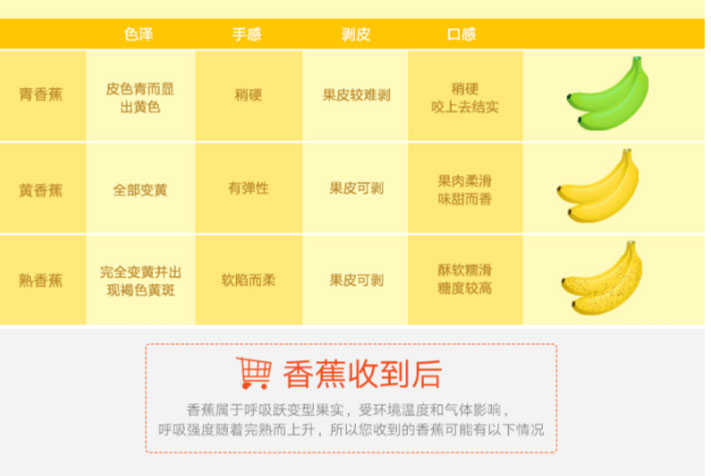 色泽 手感 剥皮 口感
青香蕉 皮色青而显 出黄色 稍硬 果皮较难剥 稍硬 咬上去结实
黄香蕉 全部变黄 有弹性 果皮可剥 果肉柔滑 味甜而香
熟香蕉 完全变黄并出 现褐色黄斑 软陷而柔 果皮可剥 酥软糯滑 糖度较高
香蕉收到后
香蕉属于呼吸跃变型果实，受环境温度和气体影响，
呼吸强度随着完熟而上升，所以您收到的香蕉可能有以下情况